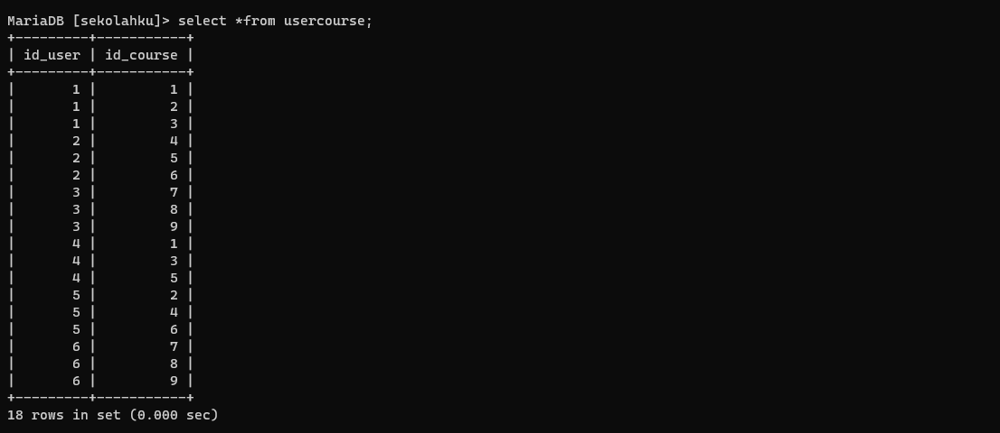 MariaDB [sekolahku]> select *from usercourse;
+---------+-----------+
| id_user | id_course |
+---------+-----------+
|       1 |         1 |
|       1 |         2 |
|       1 |         3 |
|       2 |         4 |
|       2 |         5 |
|       2 |         6 |
|       3 |         7 |
|       3 |         8 |
|       3 |         9 |
|       4 |         1 |
|       4 |         3 |
|       4 |         5 |
|       5 |         2 |
|       5 |         4 |
|       5 |         6 |
|       6 |         7 |
|       6 |         8 |
|       6 |         9 |
+---------+-----------+
18 rows in set (0.000 sec)